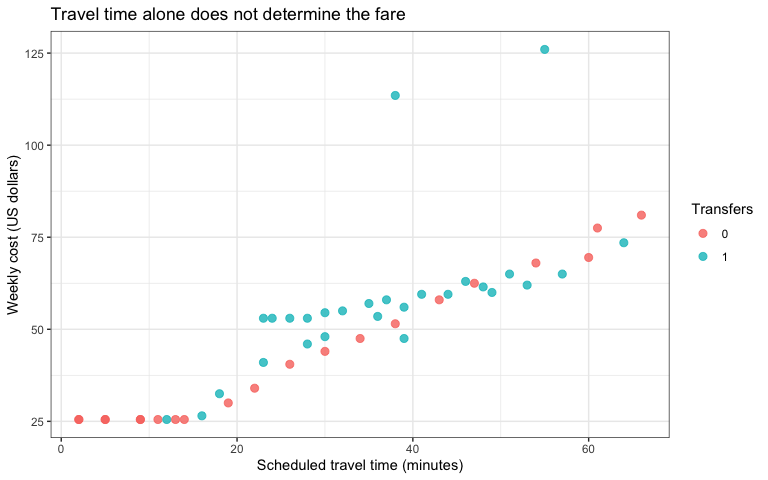 Travel time alone does not determine the fare
Weekly cost (US dollars)
125
100
75
50
25
0 20 40 60
Scheduled travel time (minutes)
Transfers
0
1